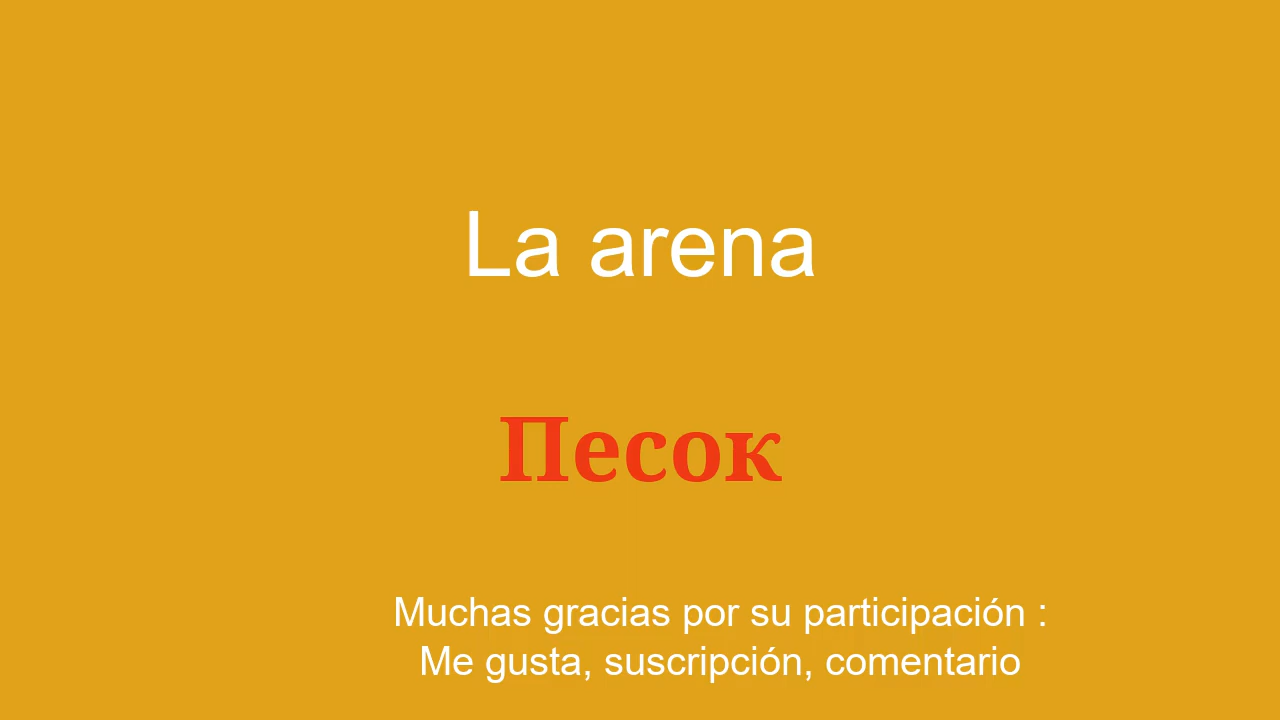 La arena
Песок
Muchas gracias por su participación :
Me gusta, suscripción, comentario